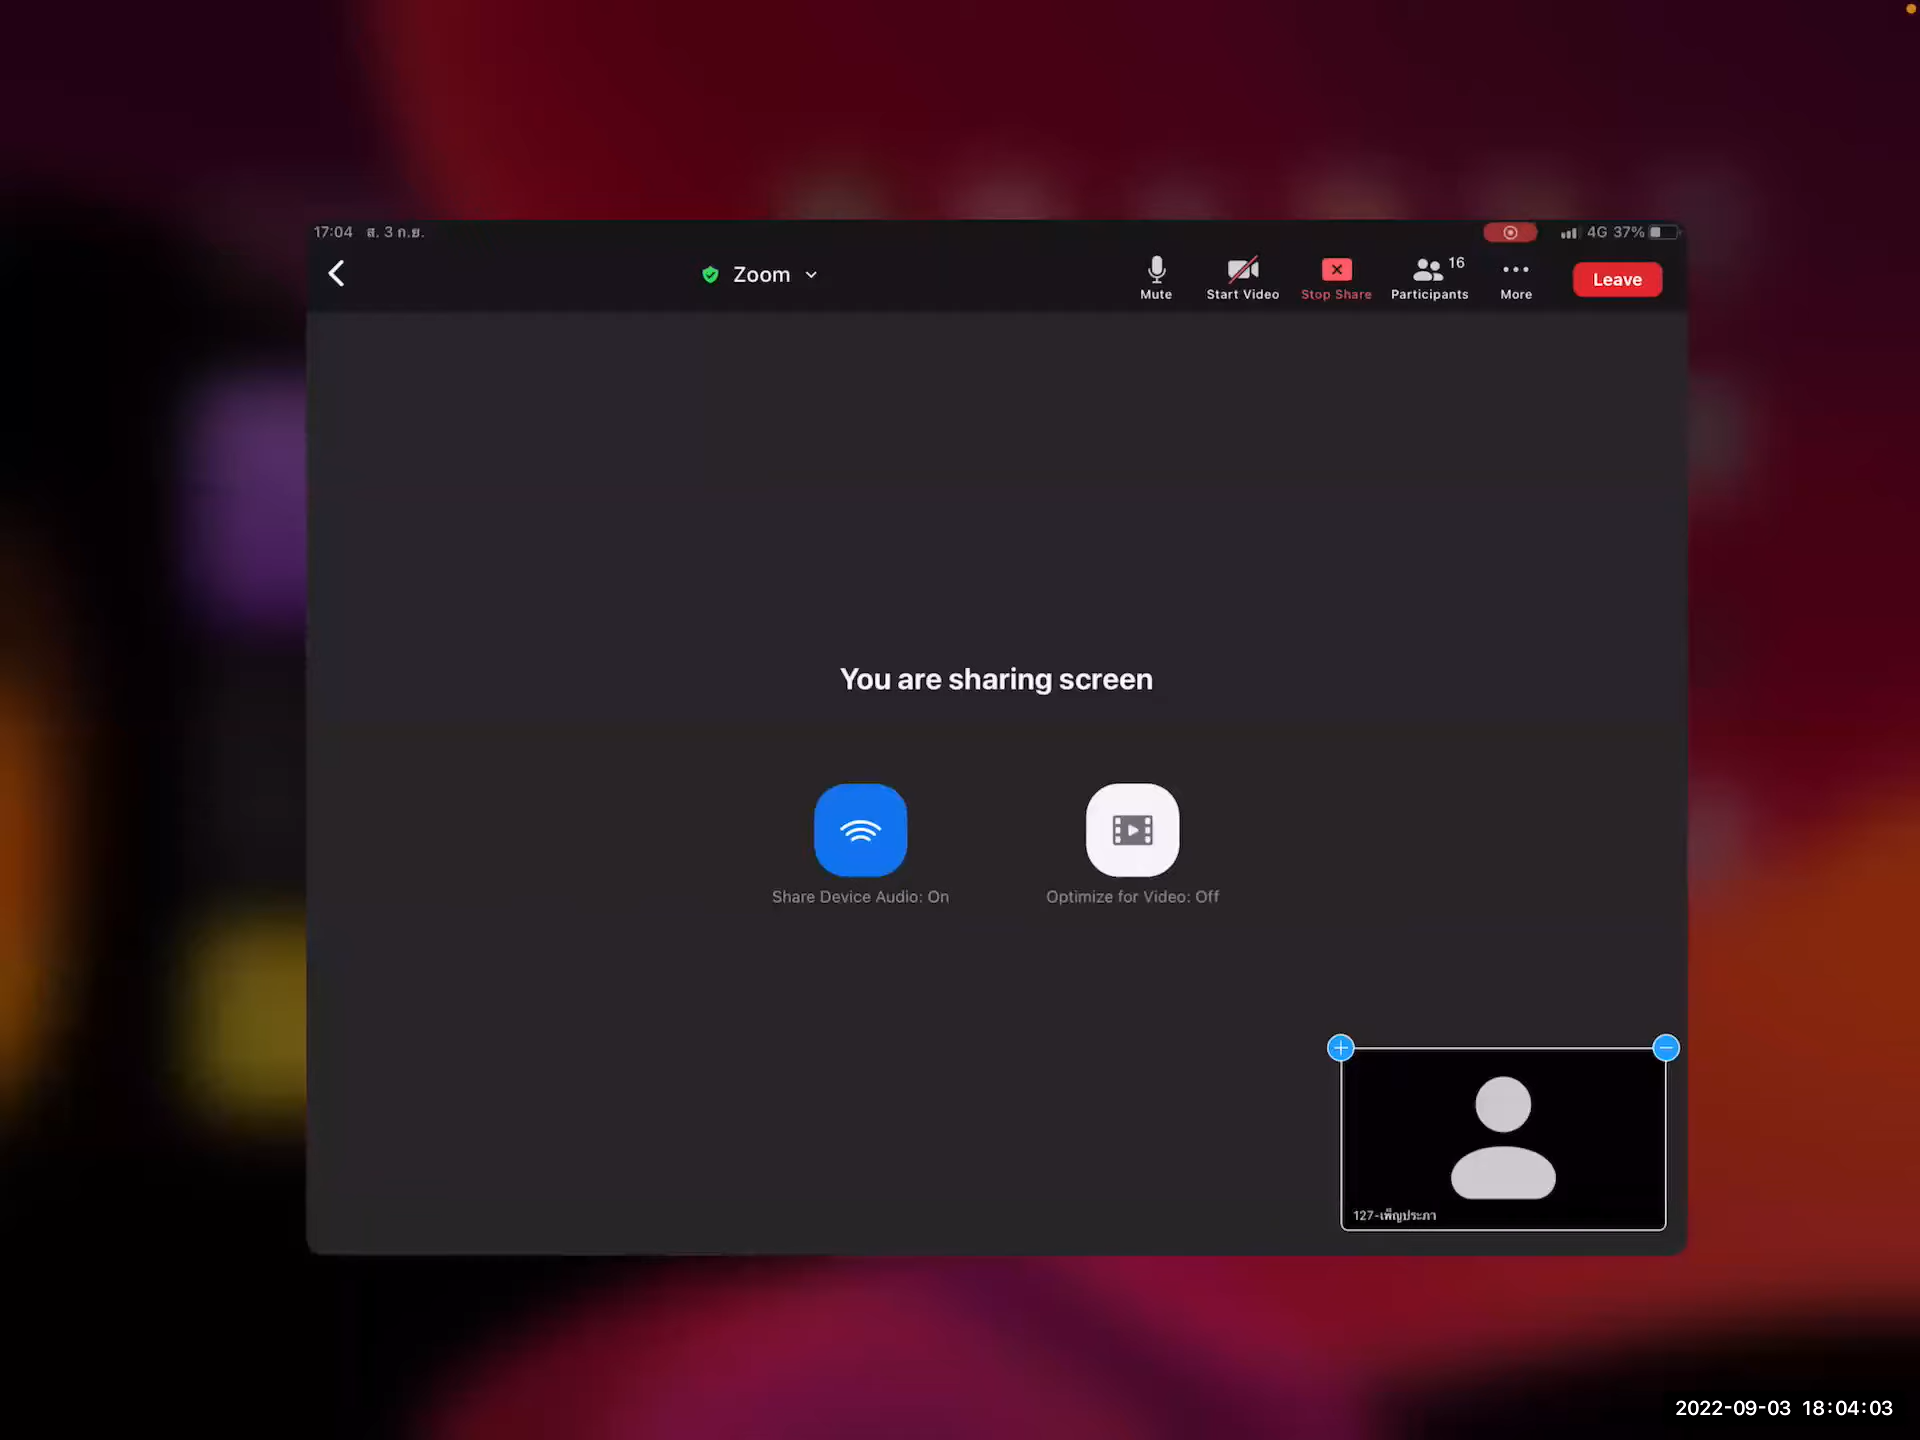 17:04 ส. 3 ก.ย. 4G 37%
Zoom
16
Mute Start Video Stop Share Participants More Leave
You are sharing screen
Share Device Audio: On Optimize for Video: Off
127-เพ็ญประภา
2022-09-03 18:04:03